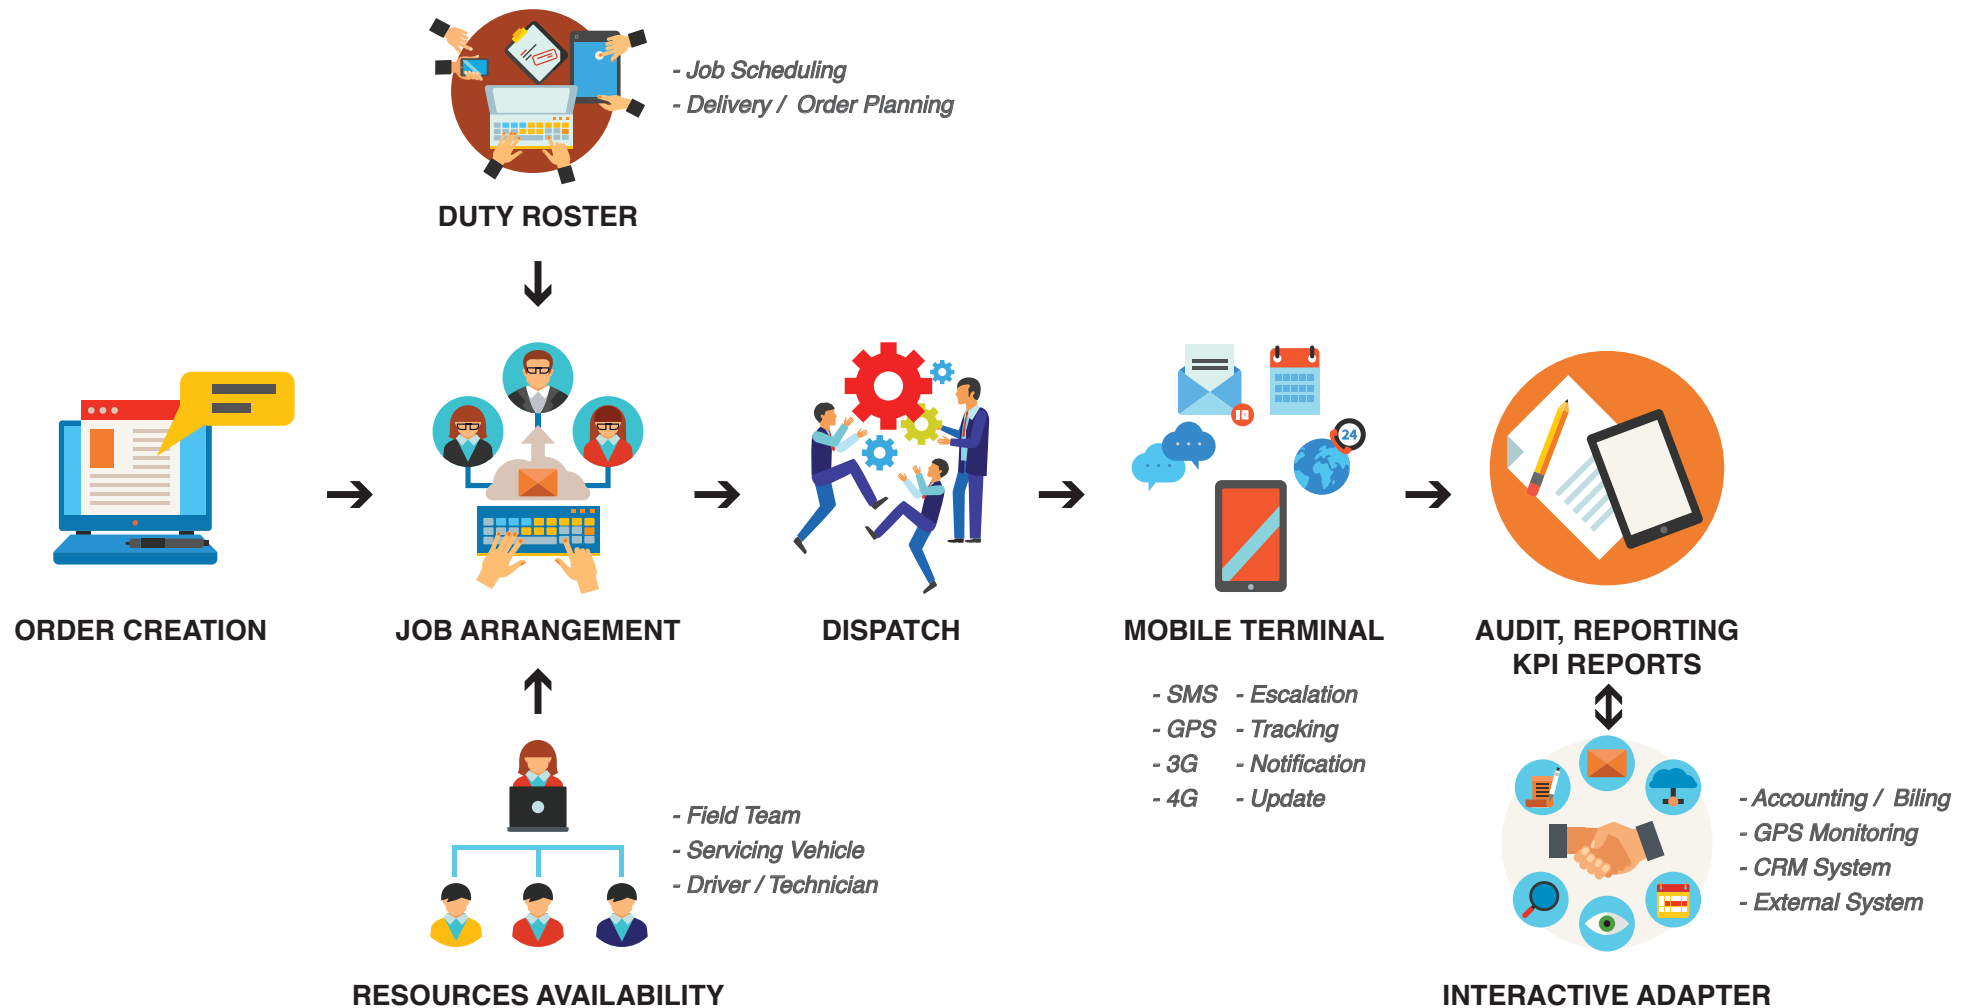 - Job Scheduling
- Delivery / Order Planning
DUTY ROSTER
24
ORDER CREATION
JOB ARRANGEMENT
DISPATCH
MOBILE TERMINAL
AUDIT, REPORTING
KPI REPORTS
- SMS - Escalation
- GPS - Tracking
- 3G - Notification
- 4G - Update
- Field Team
- Servicing Vehicle
- Driver / Technician
- Accounting / Biling
- GPS Monitoring
- CRM System
- External System
RESOURCES AVAILABILITY
INTERACTIVE ADAPTER